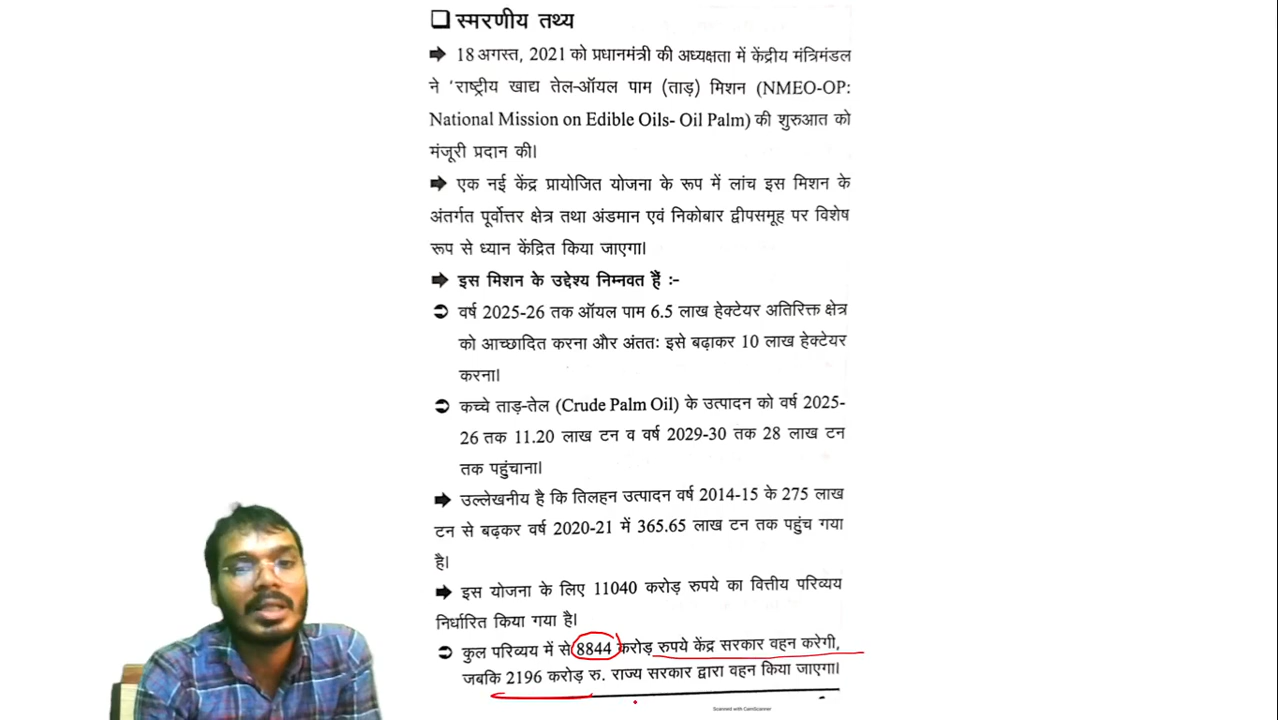 ❑ स्मरणीय तथ्य
➡ 18 अगस्त, 2021 को प्रधानमंत्री की अध्यक्षता में केंद्रीय मंत्रिमंडल
ने 'राष्ट्रीय खाद्य तेल-ऑयल पाम (ताड़) मिशन (NMEO-OP:
National Mission on Edible Oils- Oil Palm) की शुरुआत को
मंजूरी प्रदान की।
➡ एक नई केंद्र प्रायोजित योजना के रूप में लांच इस मिशन के
अंतर्गत पूर्वोत्तर क्षेत्र तथा अंडमान एवं निकोबार द्वीपसमूह पर विशेष
रूप से ध्यान केंद्रित किया जाएगा।
➡ इस मिशन के उद्देश्य निम्नवत हैं :-
➲ वर्ष 2025-26 तक ऑयल पाम 6.5 लाख हेक्टेयर अतिरिक्त क्षेत्र
को आच्छादित करना और अंततः इसे बढ़ाकर 10 लाख हेक्टेयर
करना।
➲ कच्चे ताड़-तेल (Crude Palm Oil) के उत्पादन को वर्ष 2025-
26 तक 11.20 लाख टन व वर्ष 2029-30 तक 28 लाख टन
तक पहुंचाना।
➡ उल्लेखनीय है कि तिलहन उत्पादन वर्ष 2014-15 के 275 लाख
टन से बढ़कर वर्ष 2020-21 में 365.65 लाख टन तक पहुंच गया
है।
➡ इस योजना के लिए 11040 करोड़ रुपये का वित्तीय परिव्यय
निर्धारित किया गया है।
➲ कुल परिव्यय में से 8844 करोड़ रुपये केंद्र सरकार वहन करेगी,
जबकि 2196 करोड़ रु. राज्य सरकार द्वारा वहन किया जाएगा।
Scanned with CamScanner